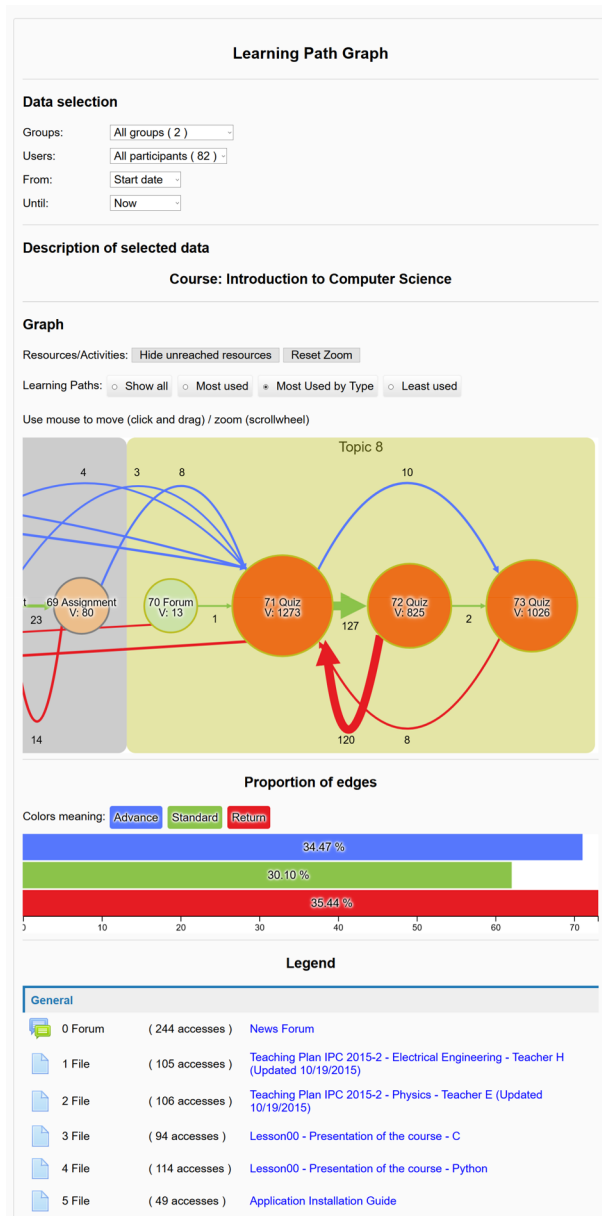 Learning Path Graph
Data selection
Groups: All groups ( 2 )
Users: All participants ( 82 )
From: Start date
Until: Now
Description of selected data
Course: Introduction to Computer Science
Graph
Resources/Activities: Hide unreached resources Reset Zoom
Learning Paths: Show all Most used Most Used by Type Least used
Use mouse to move (click and drag) / zoom (scrollwheel)
Topic 8
4 3 8 10
69 Assignment
V: 80
70 Forum
V: 13
71 Quiz
V: 1273
72 Quiz
V: 825
73 Quiz
V: 1026
23 1 127 2
14 120 8
Proportion of edges
Colors meaning: Advance Standard Return
34.47 %
30.10 %
35.44 %
10 20 30 40 50 60 70
Legend
General
0 Forum ( 244 accesses ) News Forum
1 File ( 105 accesses ) Teaching Plan IPC 2015-2 - Electrical Engineering - Teacher H
(Updated 10/19/2015)
2 File ( 106 accesses ) Teaching Plan IPC 2015-2 - Physics - Teacher E (Updated
10/19/2015)
3 File ( 94 accesses ) Lesson00 - Presentation of the course - C
4 File ( 114 accesses ) Lesson00 - Presentation of the course - Python
5 File ( 49 accesses ) Application Installation Guide